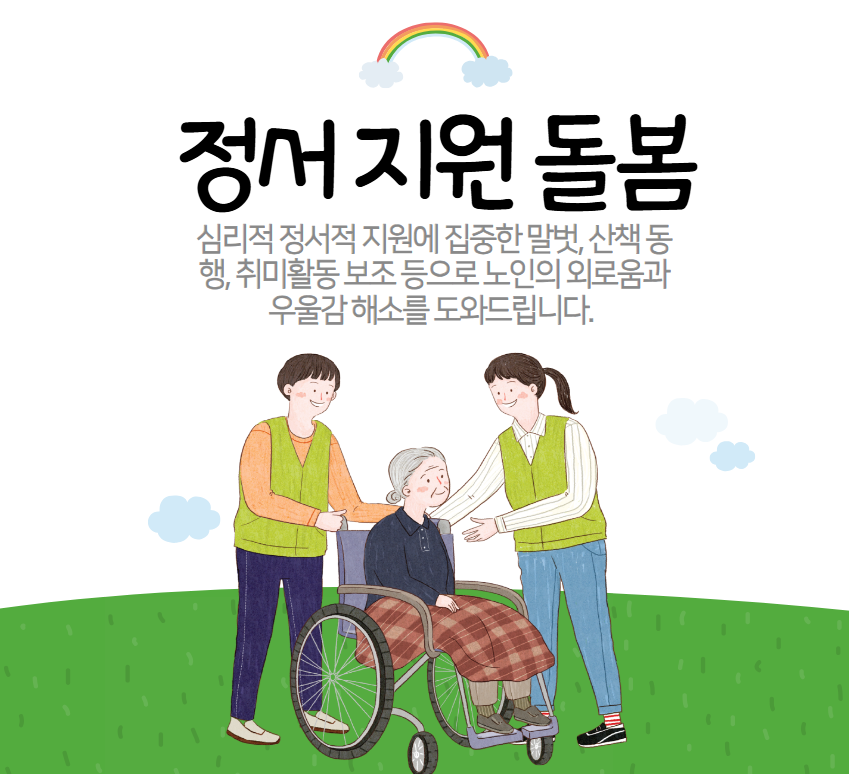 정서 지원 돌봄
심리적 정서적 지원에 집중한 말벗, 산책 동
행, 취미활동 보조 등으로 노인의 외로움과
우울감 해소를 도와드립니다.